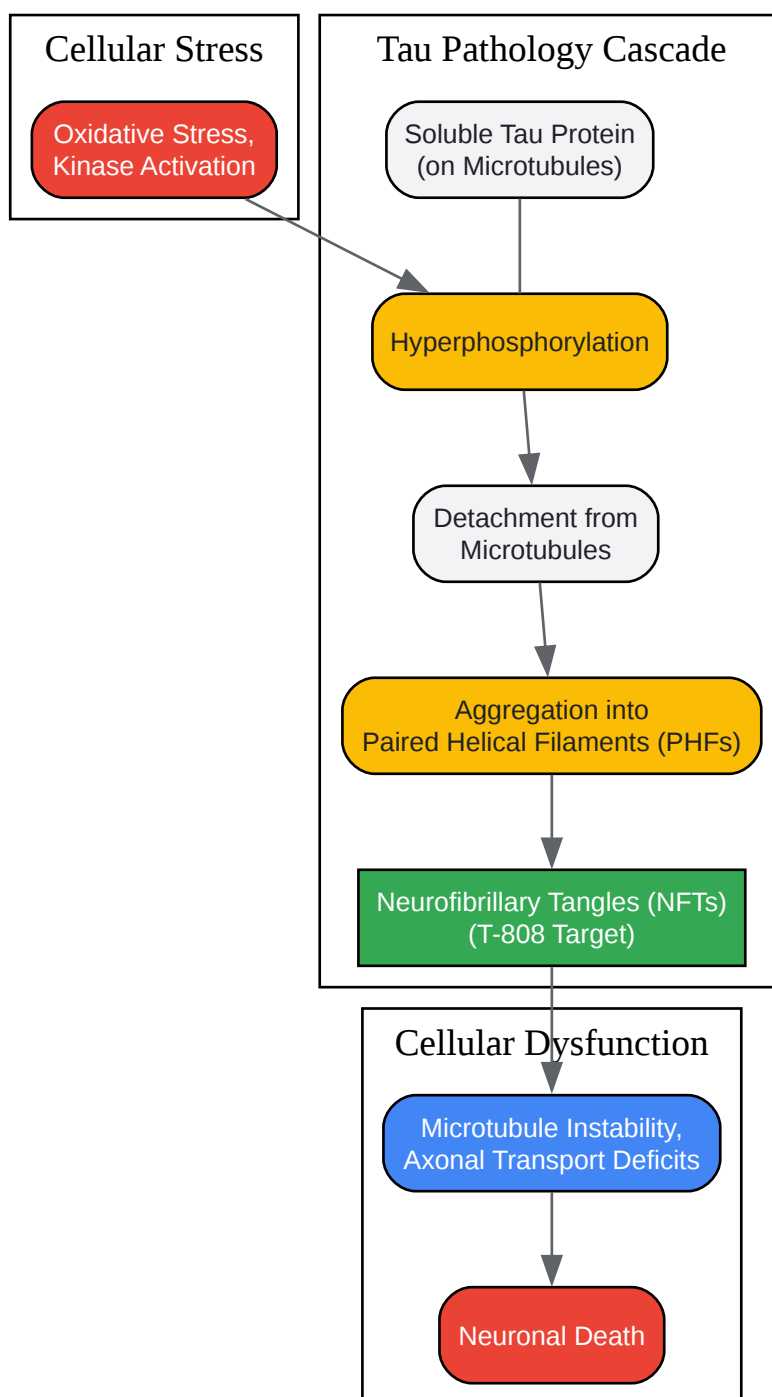 Cellular Stress
Oxidative Stress,
Kinase Activation
Tau Pathology Cascade
Soluble Tau Protein
(on Microtubules)
Hyperphosphorylation
Detachment from
Microtubules
Aggregation into
Paired Helical Filaments (PHFs)
Neurofibrillary Tangles (NFTs)
(T-808 Target)
Cellular Dysfunction
Microtubule Instability,
Axonal Transport Deficits
Neuronal Death